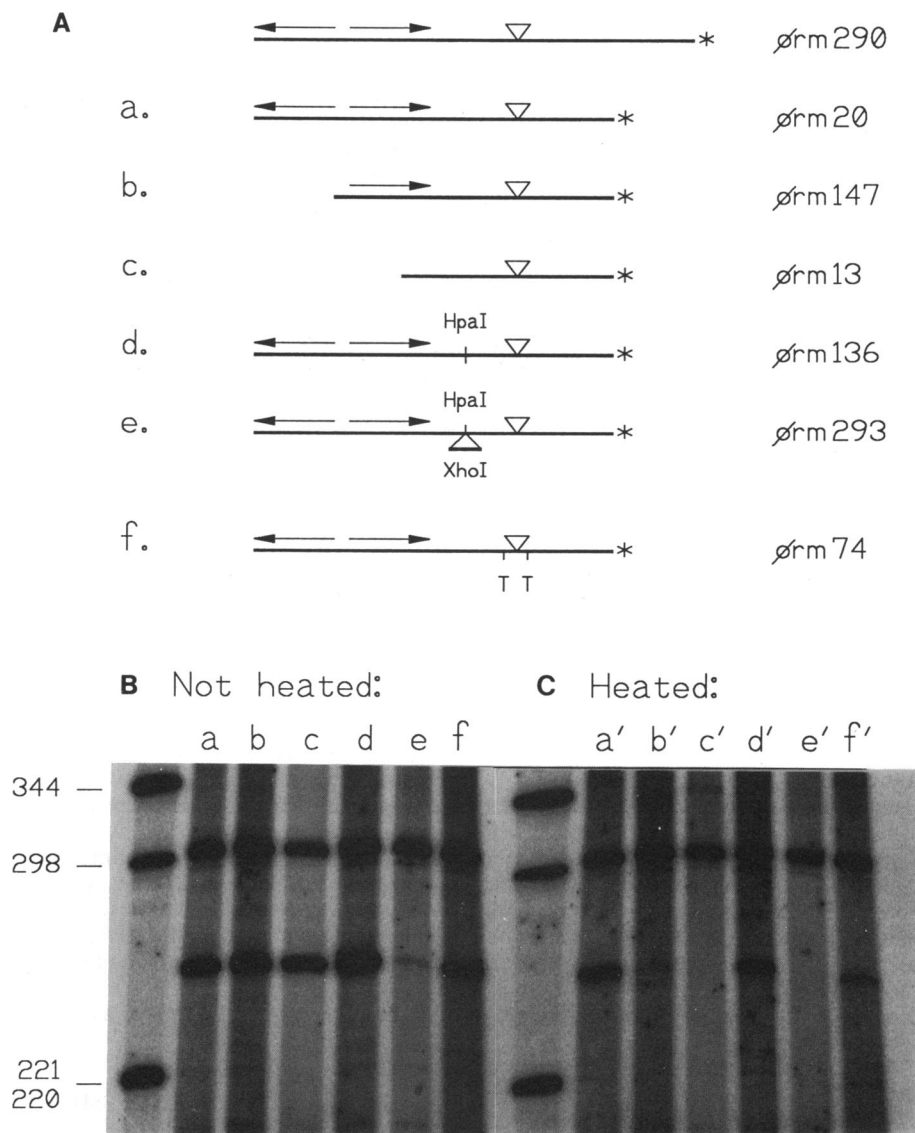 A
* ørm290
a. * ørm20
b. * ørm147
c. * ørm13
HpaI
d. * ørm136
HpaI
e. * ørm293
XhoI
f. * ørm74
T T
B Not heated: C Heated:
a b c d e f a' b' c' d' e' f'
344 —
298 —
221 —
220